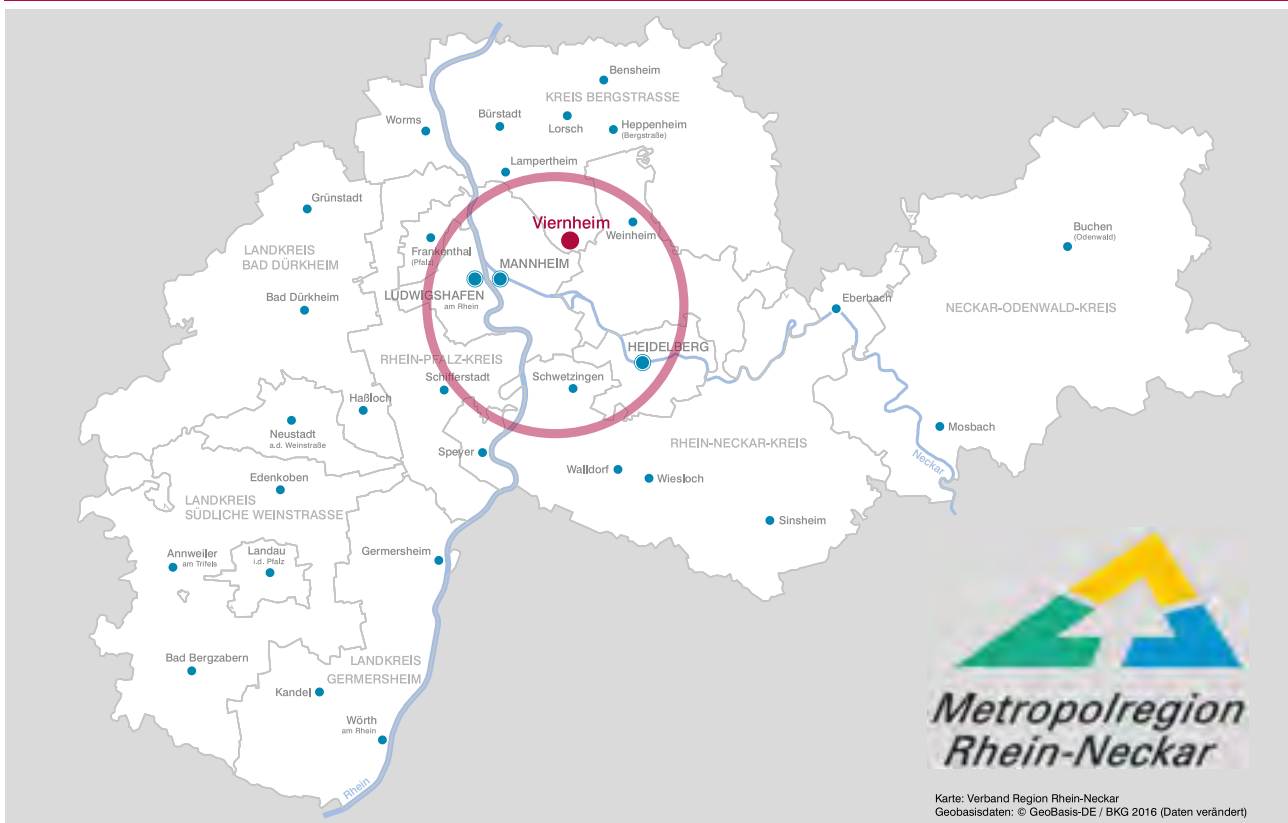 Bensheim
KREIS BERGSTRASSE
Worms
Bürstadt
Lorsch
Heppenheim
(Bergstraße)
Lampertheim
Grünstadt
Viernheim
Weinheim
Buchen
(Odenwald)
LANDKREIS
BAD DÜRKHEIM
Frankenthal
(Pfalz)
MANNHEIM
LUDWIGSHAFEN
am Rhein
Bad Dürkheim
Eberbach
NECKAR-ODENWALD-KREIS
HEIDELBERG
RHEIN-PFALZ-KREIS
Schifferstadt
Schwetzingen
Haßloch
Neustadt
a.d. Weinstraße
Mosbach
RHEIN-NECKAR-KREIS
Speyer
Neckar
Walldorf
Wiesloch
Edenkoben
LANDKREIS
SÜDLICHE WEINSTRASSE
Sinsheim
Annweiler
am Trifels
Landau
i.d. Pfalz
Germersheim
Bad Bergzabern
LANDKREIS
GERMERSHEIM
Kandel
Wörth
am Rhein
Rhein
Metropolregion
Rhein-Neckar
Karte: Verband Region Rhein-Neckar
Geobasisdaten: © GeoBasis-DE / BKG 2016 (Daten verändert)